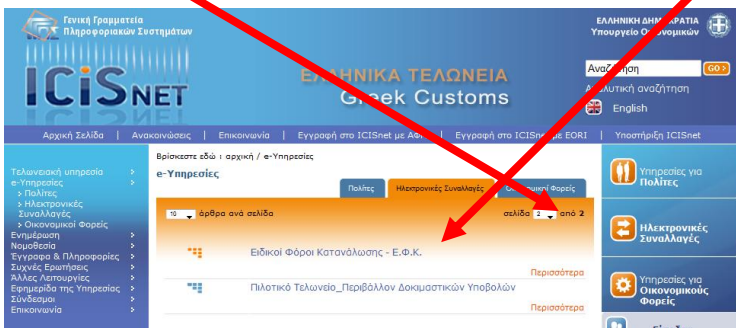 Γενική Γραμματεία
Πληροφοριακών Συστημάτων
ΕΛΛΗΝΙΚΗ ΔΗΜΟΚΡΑΤΙΑ
Υπουργείο Οικονομικών
ICiSNET
ΕΛΛΗΝΙΚΑ ΤΕΛΩΝΕΙΑ
Greek Customs
Αναζήτηση GO >
Αναλυτική αναζήτηση
English
Αρχική Σελίδα | Ανακοινώσεις | Επικοινωνία | Εγγραφή στο ICISnet με ΑΦΜ | Εγγραφή στο ICISnet με EORI | Υποστήριξη ICISnet
Βρίσκεστε εδώ : αρχική / e-Υπηρεσίες
e-Υπηρεσίες
Πολίτες Ηλεκτρονικές Συναλλαγές Οικονομικοί Φορείς
10 άρθρα ανά σελίδα σελίδα 2 από 2
Ειδικοί Φόροι Κατανάλωσης - Ε.Φ.Κ.
Περισσότερα
Πιλοτικό Τελωνείο_Περιβάλλον Δοκιμαστικών Υποβολών
Περισσότερα
Τελωνειακή υπηρεσία
e-Υπηρεσίες
> Πολίτες
> Ηλεκτρονικές
Συναλλαγές
> Οικονομικοί Φορείς
Ενημέρωση
Νομοθεσία
Έγγραφα & Πληροφορίες
Συχνές Ερωτήσεις
Άλλες Λειτουργίες
Εφημερίδα της Υπηρεσίας
Σύνδεσμοι
Επικοινωνία
Υπηρεσίες για
Πολίτες
Ηλεκτρονικές
Συναλλαγές
Υπηρεσίες για
Οικονομικούς
Φορείς